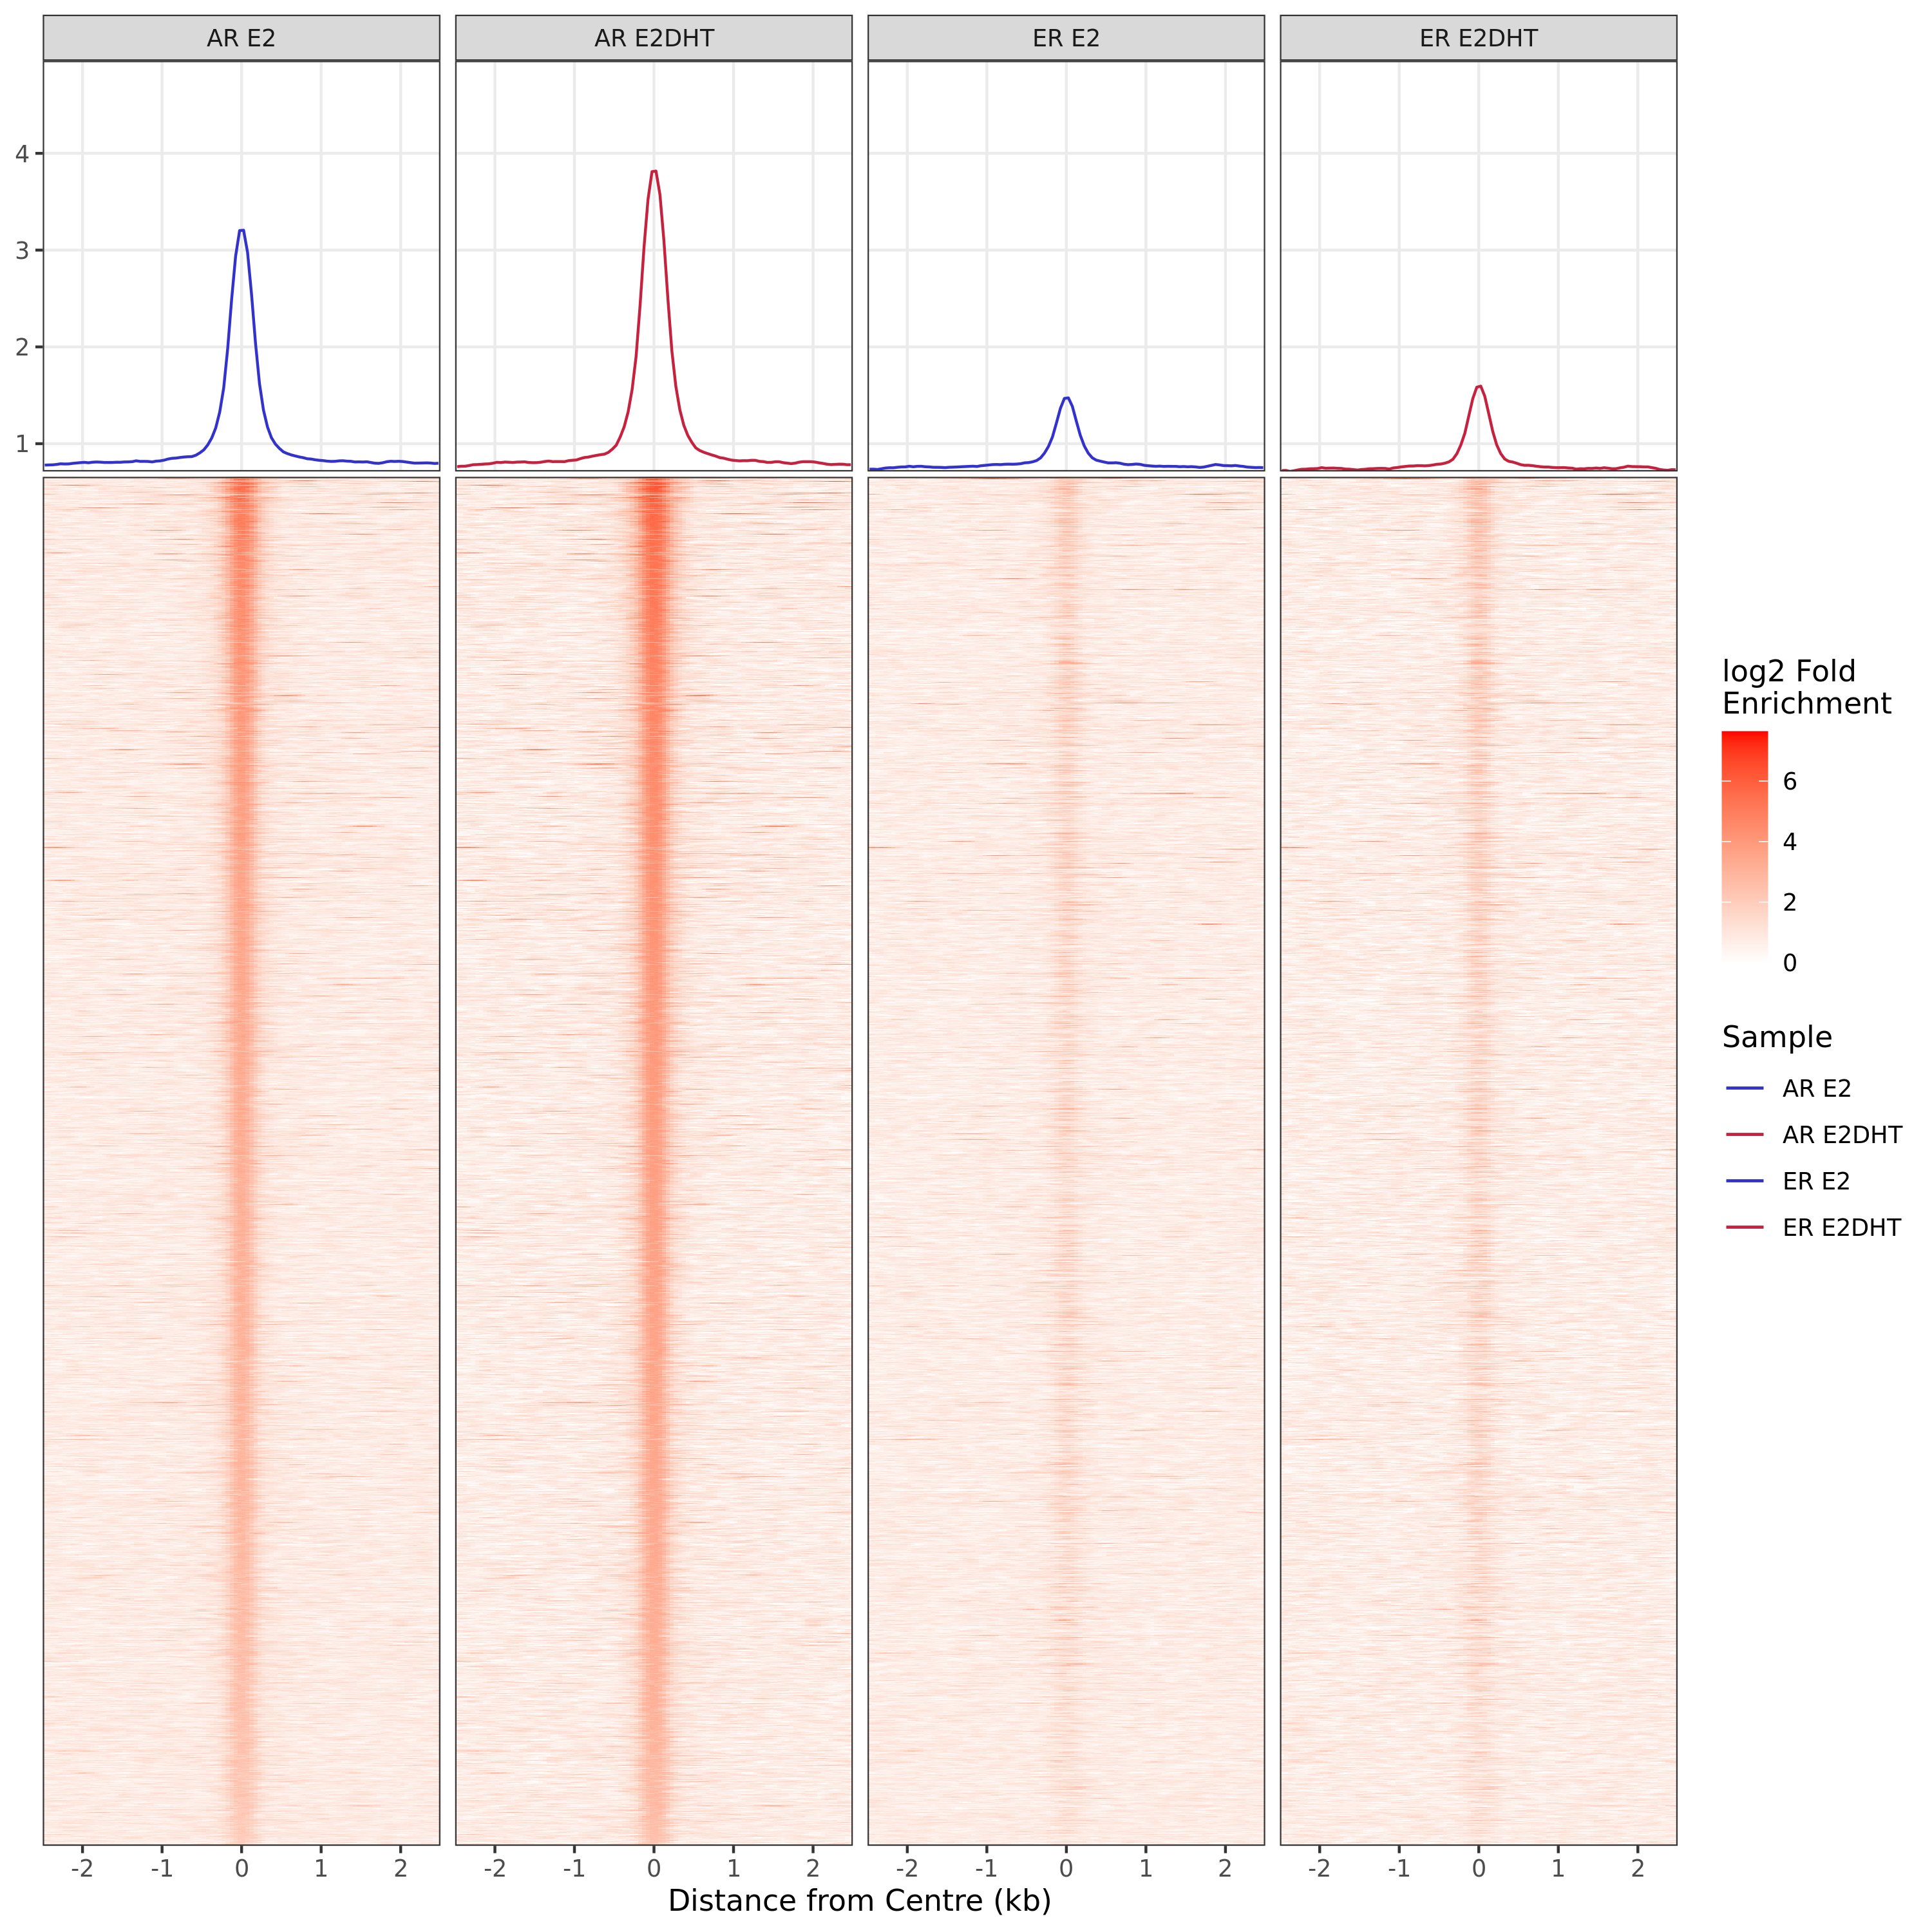 AR E2
AR E2DHT
ER E2
ER E2DHT
4
3
2
1
log2 Fold
Enrichment
6
4
2
0
Sample
AR E2
AR E2DHT
ER E2
ER E2DHT
-2 -1 0 1 2
-2 -1 0 1 2
-2 -1 0 1 2
-2 -1 0 1 2
Distance from Centre (kb)